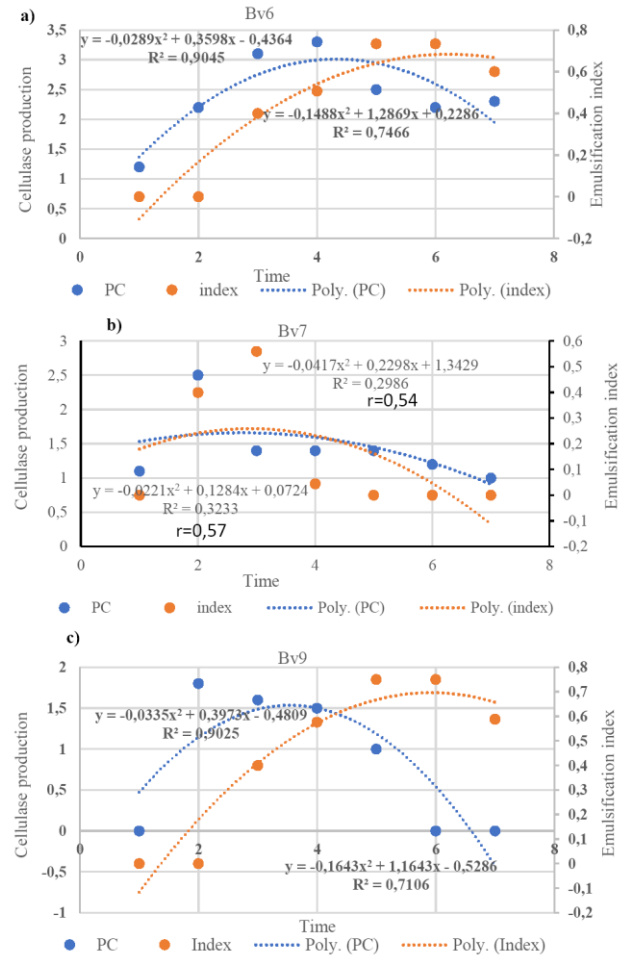 a)
Bv6
y = -0,0289x² + 0,3598x - 0,4364
R² = 0,9045
y = -0,1488x² + 1,2869x + 0,2286
R² = 0,7466
Cellulase production
3,5
3
2,5
2
1,5
1
0,5
0
0,8
0,6
0,4
0,2
0
-0,2
Emulsification index
0 2 4 6 8
Time
PC index Poly. (PC) Poly. (index)
b)
Bv7
y = -0,0417x² + 0,2298x + 1,3429
R² = 0,2986
r=0,54
y = -0,0221x² + 0,1284x + 0,0724
R² = 0,3233
r=0,57
Cellulase production
3
2,5
2
1,5
1
0,5
0
0,6
0,5
0,4
0,3
0,2
0,1
0
-0,1
-0,2
Emulsification index
0 2 4 6 8
Time
PC index Poly. (PC) Poly. (index)
c)
Bv9
y = -0,0335x² + 0,3973x - 0,4809
R² = 0,9025
y = -0,1643x² + 1,1643x - 0,5286
R² = 0,7106
Cellulase production
2
1,5
1
0,5
0
-0,5
-1
0,8
0,7
0,6
0,5
0,4
0,3
0,2
0,1
0
-0,1
-0,2
Emulsification index
0 2 4 6 8
Time
PC Index Poly. (PC) Poly. (Index)